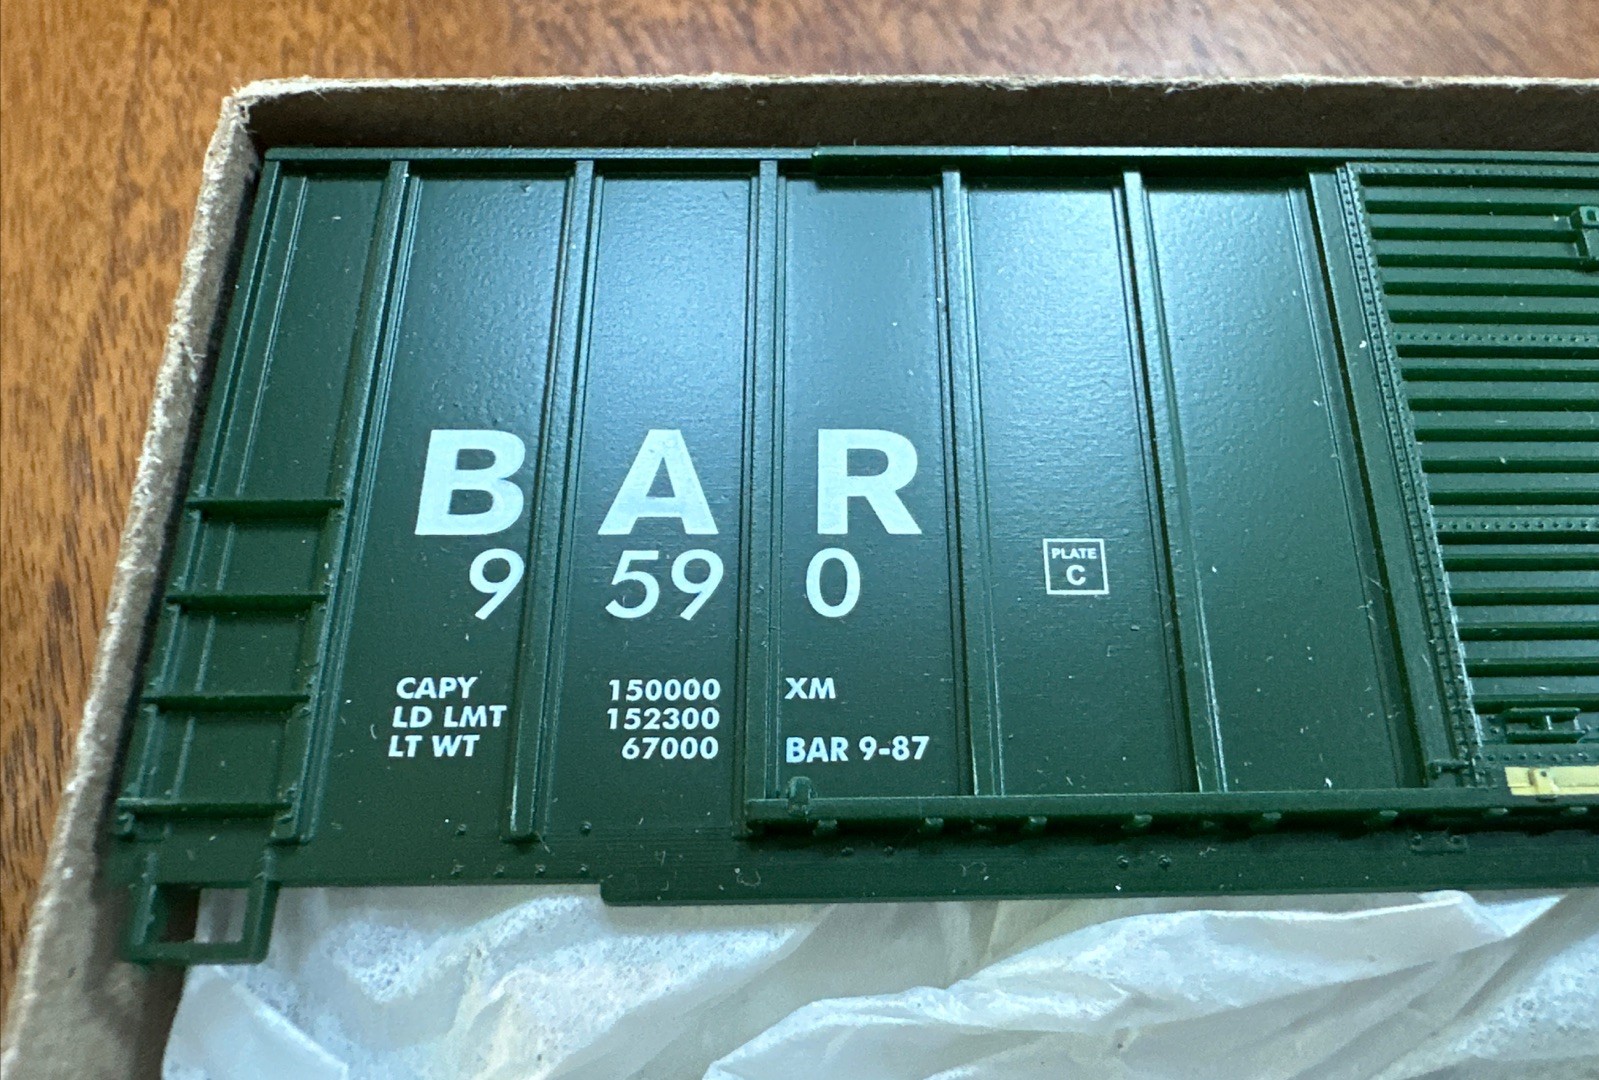 BAR
9590
PLATE
C
CAPY 150000 XM
LD LMT 152300
LT WT 67000 BAR 9-87